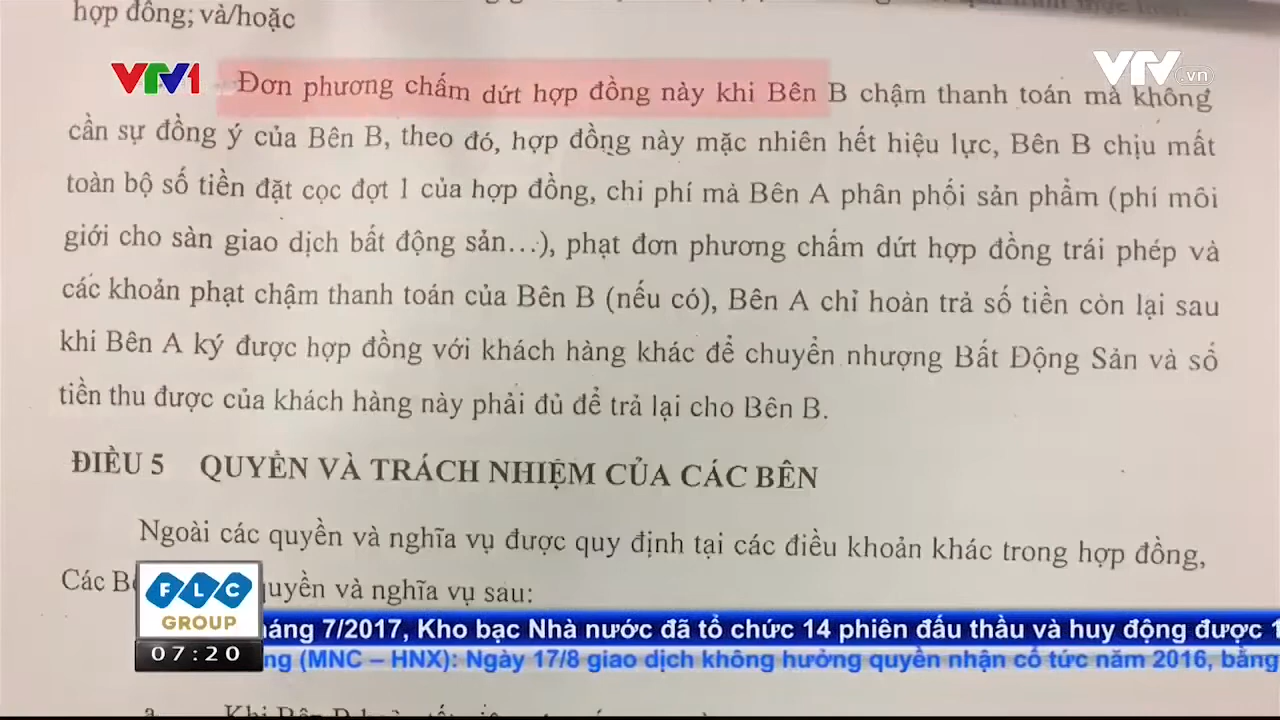 hợp đồng; và/hoặc
VTV1
VTV.vn
Đơn phương chấm dứt hợp đồng này khi Bên B chậm thanh toán mà không
cần sự đồng ý của Bên B, theo đó, hợp đồng này mặc nhiên hết hiệu lực, Bên B chịu mất
toàn bộ số tiền đặt cọc đợt 1 của hợp đồng, chi phí mà Bên A phân phối sản phẩm (phí môi
giới cho sàn giao dịch bất động sản...), phạt đơn phương chấm dứt hợp đồng trái phép và
các khoản phạt chậm thanh toán của Bên B (nếu có), Bên A chỉ hoàn trả số tiền còn lại sau
khi Bên A ký được hợp đồng với khách hàng khác để chuyển nhượng Bất Động Sản và số
tiền thu được của khách hàng này phải đủ để trả lại cho Bên B.
ĐIỀU 5 QUYỀN VÀ TRÁCH NHIỆM CỦA CÁC BÊN
Ngoài các quyền và nghĩa vụ được quy định tại các điều khoản khác trong hợp đồng,
Các quyền và nghĩa vụ sau:
FLC
GROUP
07:20
háng 7/2017, Kho bạc Nhà nước đã tổ chức 14 phiên đấu thầu và huy động được 1
ng (MNC – HNX): Ngày 17/8 giao dịch không hưởng quyền nhận cổ tức năm 2016, bằng